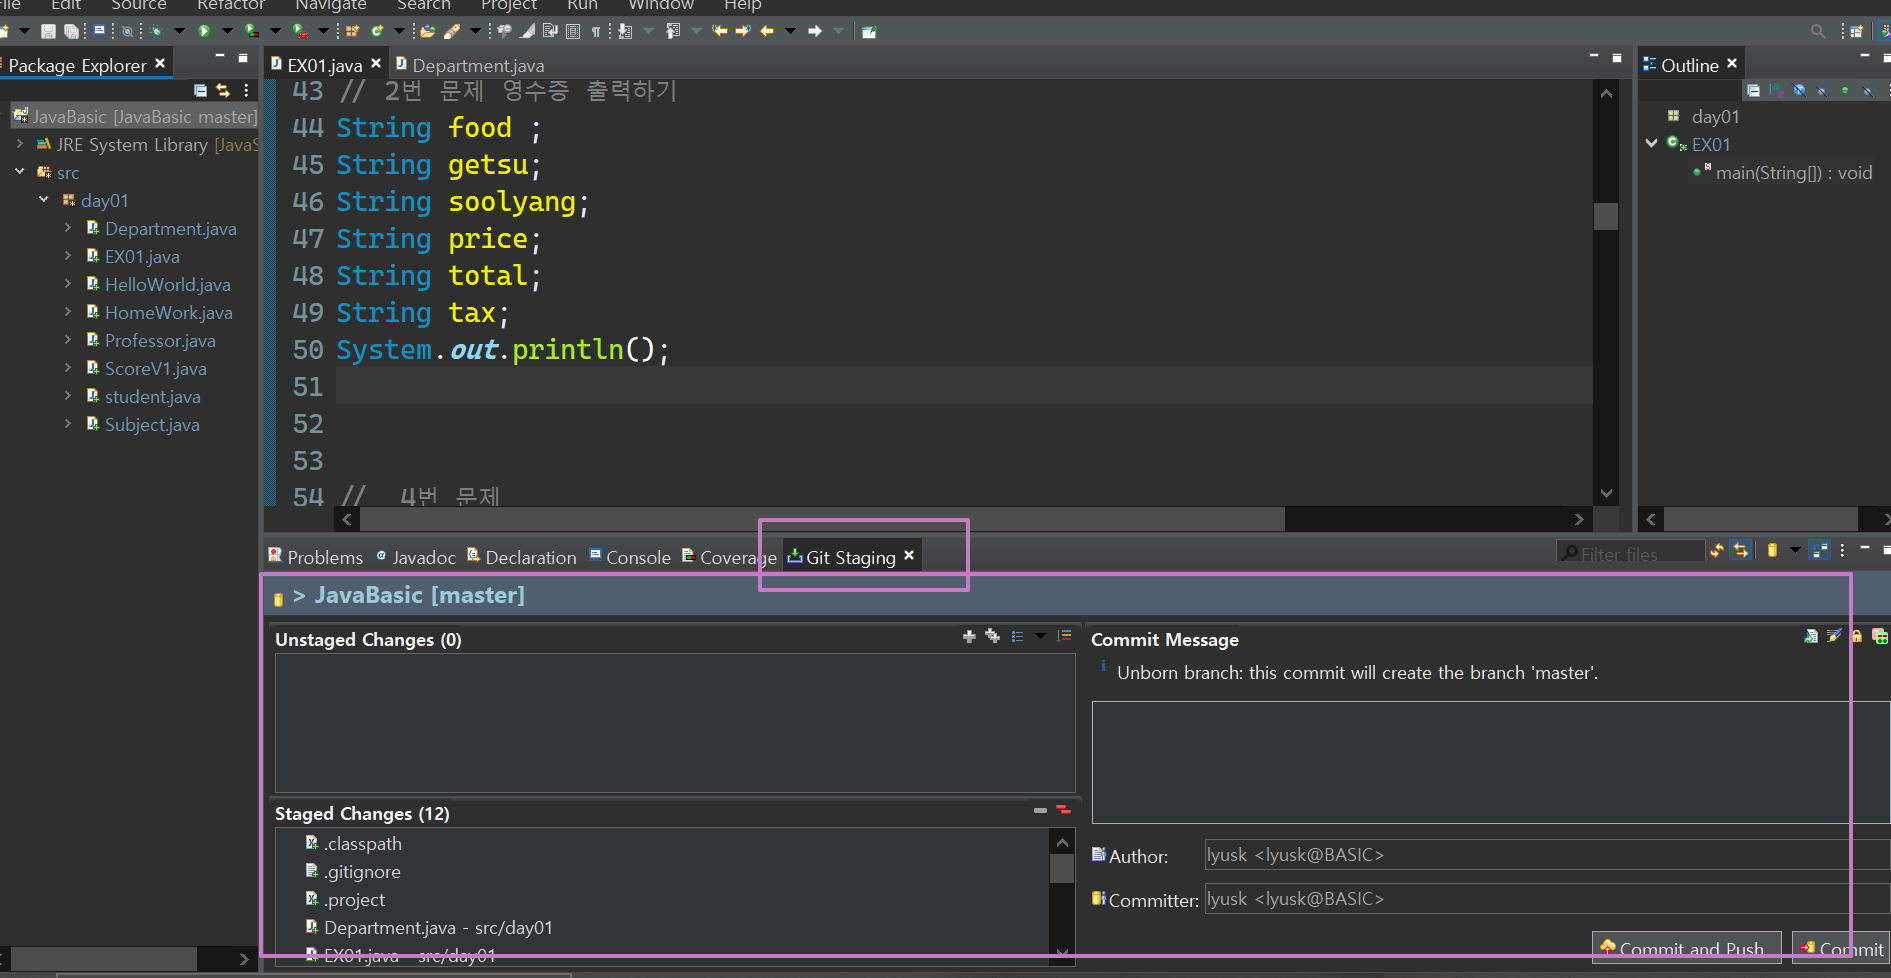 File Edit Source Refactor Navigate Search Project Run Window Help
Package Explorer
JavaBasic [JavaBasic master]
JRE System Library [JavaS
src
day01
Department.java
EX01.java
HelloWorld.java
HomeWork.java
Professor.java
ScoreV1.java
student.java
Subject.java
EX01.java Department.java
43 // 2번 문제 영수증 출력하기
44 String food ;
45 String getsu;
46 String soolyang;
47 String price;
48 String total;
49 String tax;
50 System.out.println();
51
52
53
54 // 4번 문제
Outline
day01
EX01
main(String[]) : void
Problems Javadoc Declaration Console Coverage Git Staging
Filter files
> JavaBasic [master]
Unstaged Changes (0)
Staged Changes (12)
.classpath
.gitignore
.project
Department.java - src/day01
EX01.java - src/day01
Commit Message
Unborn branch: this commit will create the branch 'master'.
Author: lyusk <lyusk@BASIC>
Committer: lyusk <lyusk@BASIC>
Commit and Push Commit